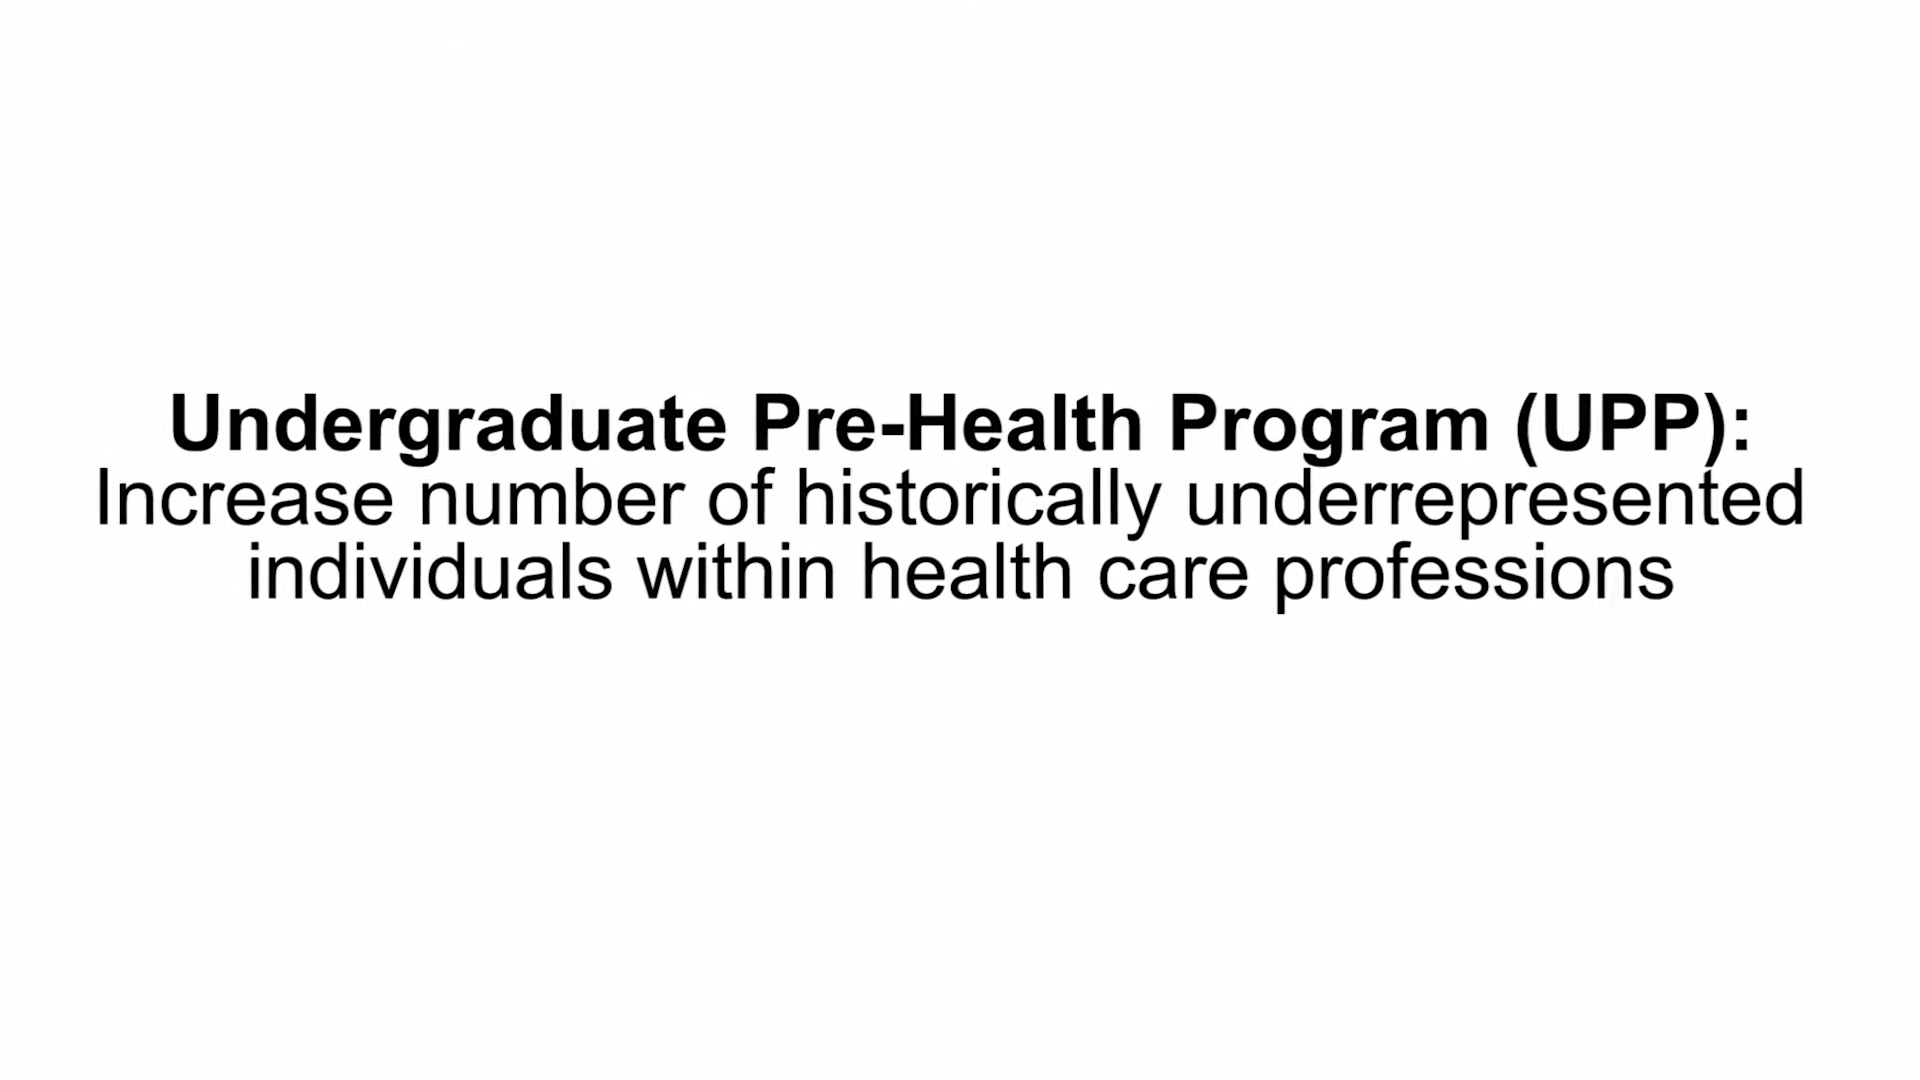 Undergraduate Pre-Health Program (UPP):
Increase number of historically underrepresented
individuals within health care professions